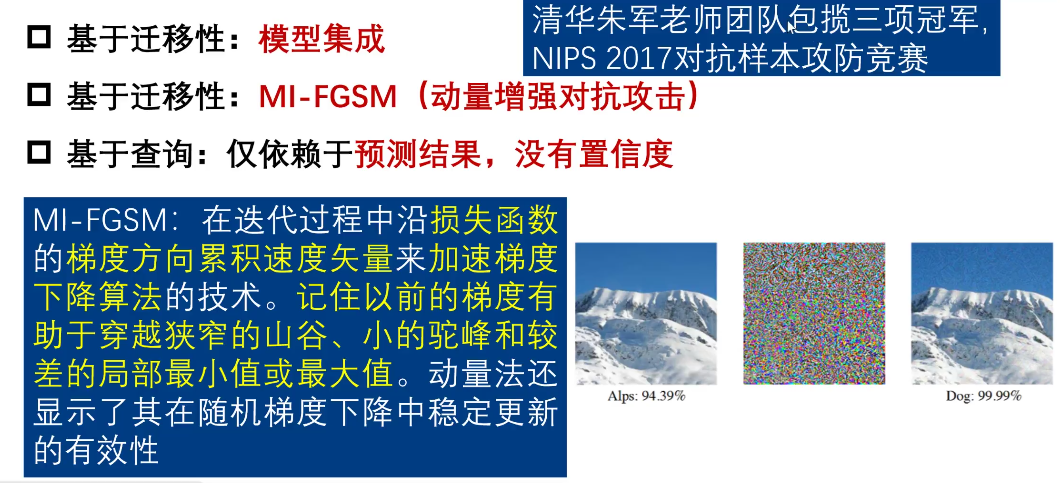 清华朱军老师团队包揽三项冠军,
NIPS 2017对抗样本攻防竞赛
基于迁移性：模型集成
基于迁移性：MI-FGSM（动量增强对抗攻击）
基于查询：仅依赖于预测结果，没有置信度
MI-FGSM：在迭代过程中沿损失函数
的梯度方向累积速度矢量来加速梯度
下降算法的技术。记住以前的梯度有
助于穿越狭窄的山谷、小的驼峰和较
差的局部最小值或最大值。动量法还
显示了其在随机梯度下降中稳定更新
的有效性
Alps: 94.39%
Dog: 99.99%